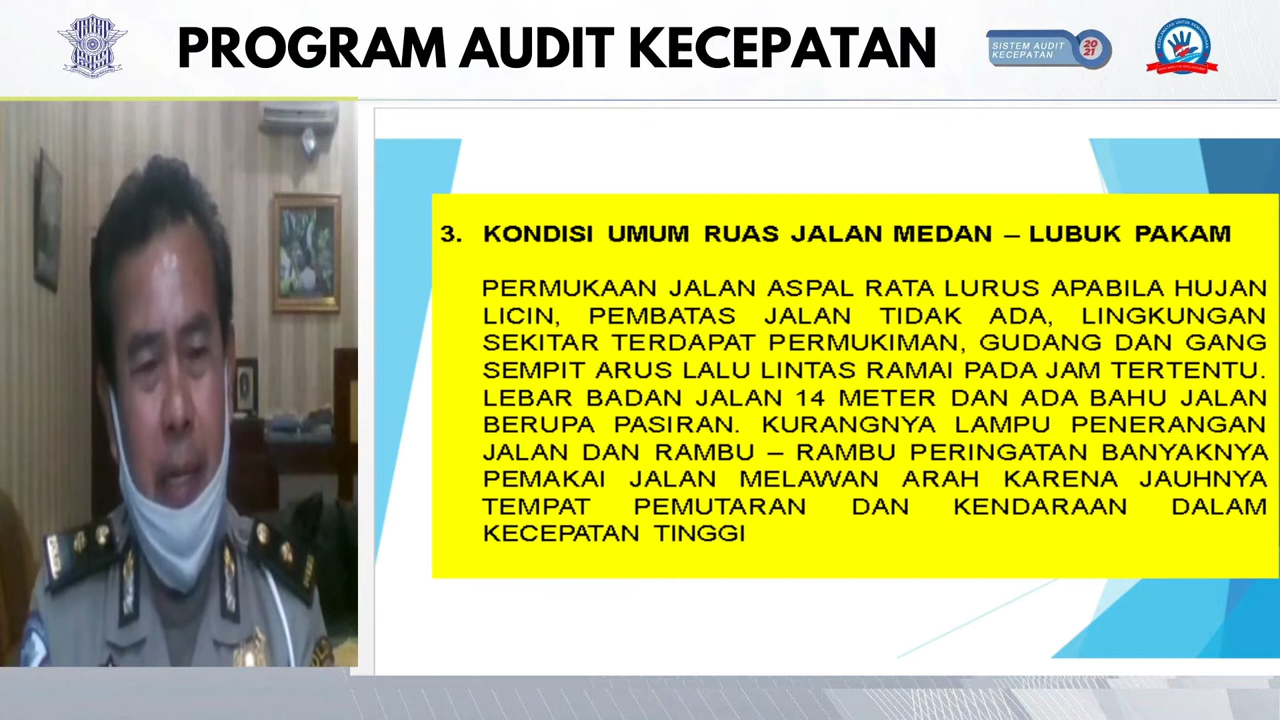 PROGRAM AUDIT KECEPATAN
SISTEM AUDIT
KECEPATAN
20
21
3. KONDISI UMUM RUAS JALAN MEDAN – LUBUK PAKAM
PERMUKAAN JALAN ASPAL RATA LURUS APABILA HUJAN
LICIN, PEMBATAS JALAN TIDAK ADA, LINGKUNGAN
SEKITAR TERDAPAT PERMUKIMAN, GUDANG DAN GANG
SEMPIT ARUS LALU LINTAS RAMAI PADA JAM TERTENTU.
LEBAR BADAN JALAN 14 METER DAN ADA BAHU JALAN
BERUPA PASIRAN. KURANGNYA LAMPU PENERANGAN
JALAN DAN RAMBU – RAMBU PERINGATAN BANYAKNYA
PEMAKAI JALAN MELAWAN ARAH KARENA JAUHNYA
TEMPAT PEMUTARAN DAN KENDARAAN DALAM
KECEPATAN TINGGI